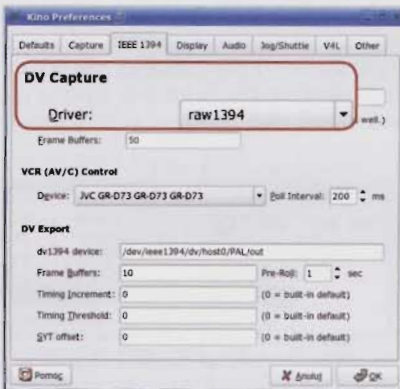 Kino Preferences
Defaults Capture IEEE 1394 Display Audio Jog/Shuttle V4L Other
DV Capture
Driver: raw1394
well.)
Frame Buffers: 50
VCR (AV/C) Control
Device: JVC GR-D73 GR-D73 GR-D73 Poll Interval: 200 ms
DV Export
dv1394 device: /dev/ieee1394/dv/host0/PAL/out
Frame Buffers: 10 Pre-Roll: 1 sec
Timing Increment: 0 (0 = built-in default)
Timing Threshold: 0 (0 = built-in default)
SYT offset: 0 (0 = built-in default)
Pomoc Anuluj OK